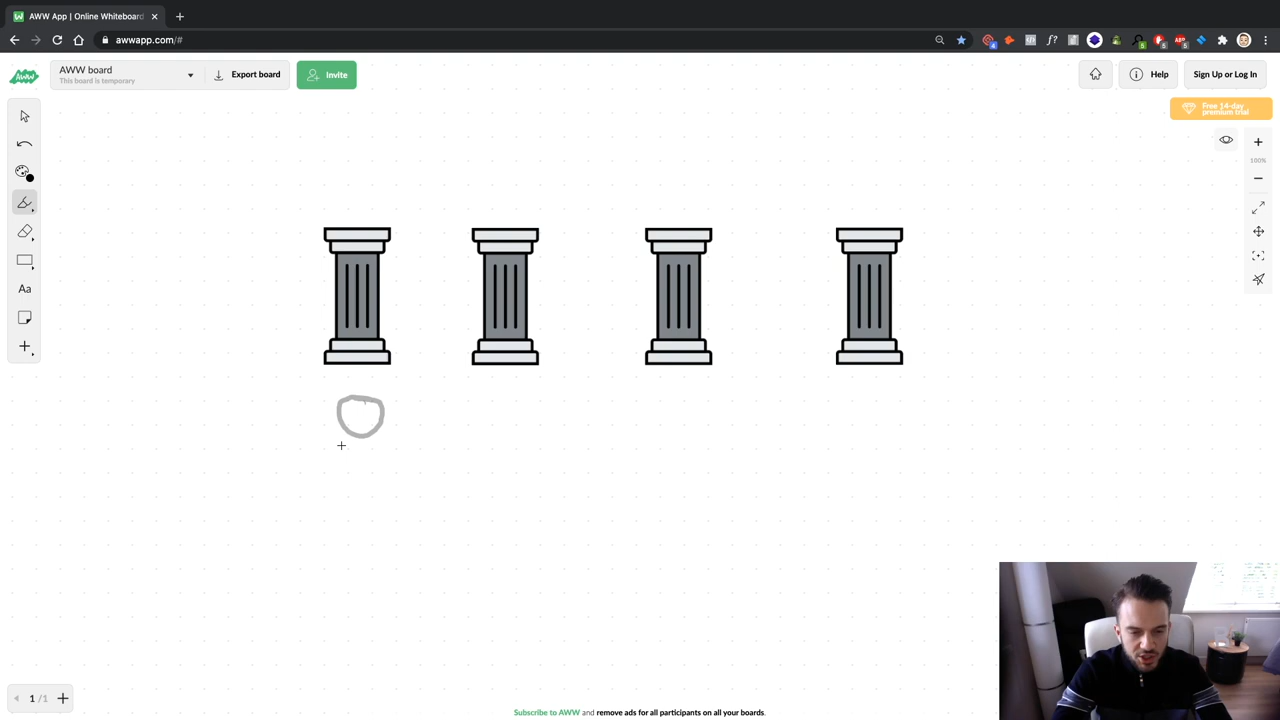 AWW App | Online Whiteboard
awwapp.com/#
AWW board
This board is temporary
Export board
Invite
Help
Sign Up or Log In
Free 14-day
premium trial
100%
Aa
1 / 1
Subscribe to AWW and remove ads for all participants on all your boards.